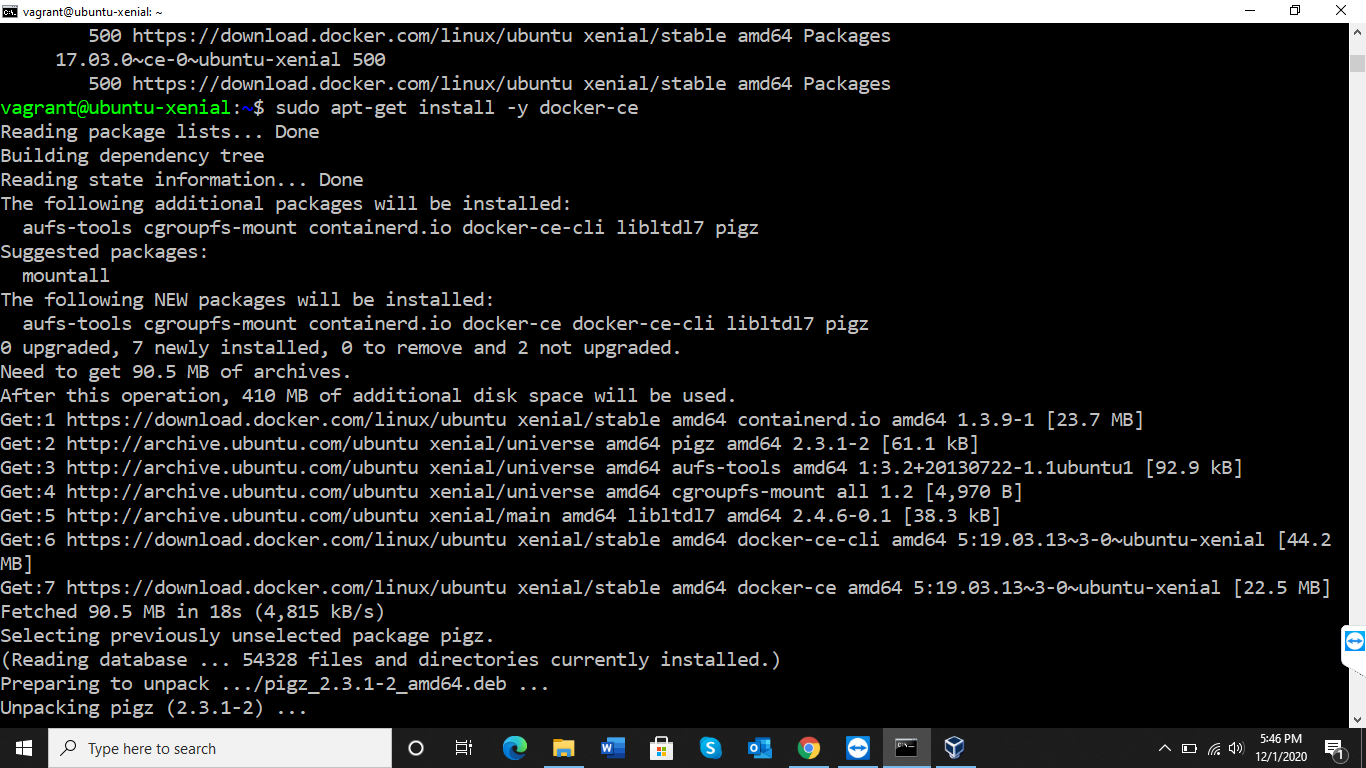 vagrant@ubuntu-xenial: ~
500 https://download.docker.com/linux/ubuntu xenial/stable amd64 Packages
17.03.0~ce-0~ubuntu-xenial 500
500 https://download.docker.com/linux/ubuntu xenial/stable amd64 Packages
vagrant@ubuntu-xenial:~$ sudo apt-get install -y docker-ce
Reading package lists... Done
Building dependency tree
Reading state information... Done
The following additional packages will be installed:
aufs-tools cgroupfs-mount containerd.io docker-ce-cli libltdl7 pigz
Suggested packages:
mountall
The following NEW packages will be installed:
aufs-tools cgroupfs-mount containerd.io docker-ce docker-ce-cli libltdl7 pigz
0 upgraded, 7 newly installed, 0 to remove and 2 not upgraded.
Need to get 90.5 MB of archives.
After this operation, 410 MB of additional disk space will be used.
Get:1 https://download.docker.com/linux/ubuntu xenial/stable amd64 containerd.io amd64 1.3.9-1 [23.7 MB]
Get:2 http://archive.ubuntu.com/ubuntu xenial/universe amd64 pigz amd64 2.3.1-2 [61.1 kB]
Get:3 http://archive.ubuntu.com/ubuntu xenial/universe amd64 aufs-tools amd64 1:3.2+20130722-1.1ubuntu1 [92.9 kB]
Get:4 http://archive.ubuntu.com/ubuntu xenial/universe amd64 cgroupfs-mount all 1.2 [4,970 B]
Get:5 http://archive.ubuntu.com/ubuntu xenial/main amd64 libltdl7 amd64 2.4.6-0.1 [38.3 kB]
Get:6 https://download.docker.com/linux/ubuntu xenial/stable amd64 docker-ce-cli amd64 5:19.03.13~3-0~ubuntu-xenial [44.2
MB]
Get:7 https://download.docker.com/linux/ubuntu xenial/stable amd64 docker-ce amd64 5:19.03.13~3-0~ubuntu-xenial [22.5 MB]
Fetched 90.5 MB in 18s (4,815 kB/s)
Selecting previously unselected package pigz.
(Reading database ... 54328 files and directories currently installed.)
Preparing to unpack .../pigz_2.3.1-2_amd64.deb ...
Unpacking pigz (2.3.1-2) ...
Type here to search
5:46 PM
12/1/2020
1